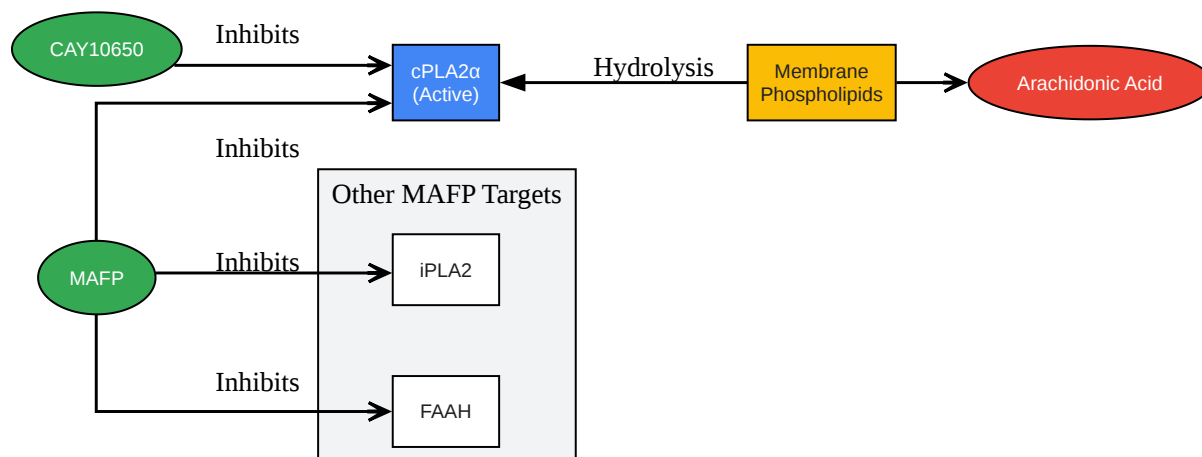 CAY10650
Inhibits
cPLA2α
(Active)
Hydrolysis
Membrane
Phospholipids
Arachidonic Acid
Inhibits
Other MAFP Targets
MAFP
Inhibits
iPLA2
Inhibits
FAAH